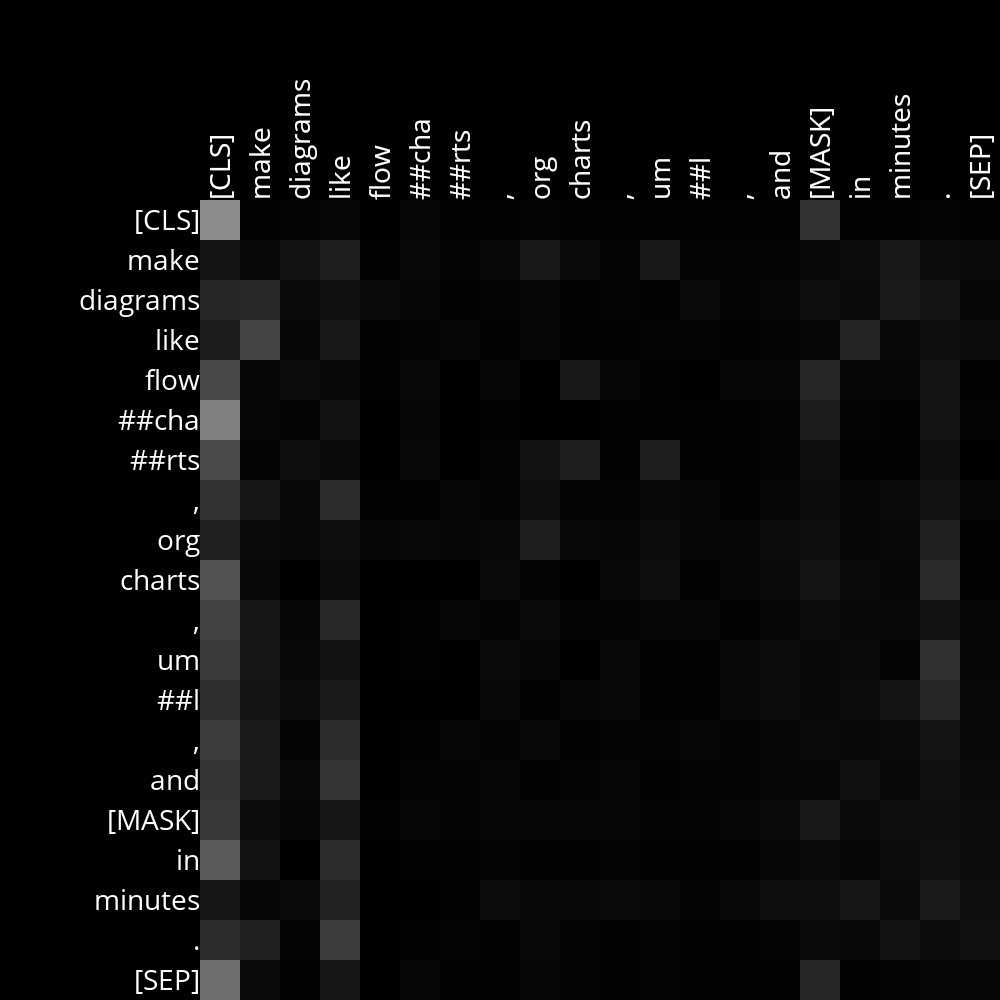 [CLS] make diagrams like flow ##cha ##rts , org charts , um ##l , and [MASK] in minutes . [SEP]
[CLS]
make
diagrams
like
flow
##cha
##rts
,
org
charts
,
um
##l
,
and
[MASK]
in
minutes
.
[SEP]